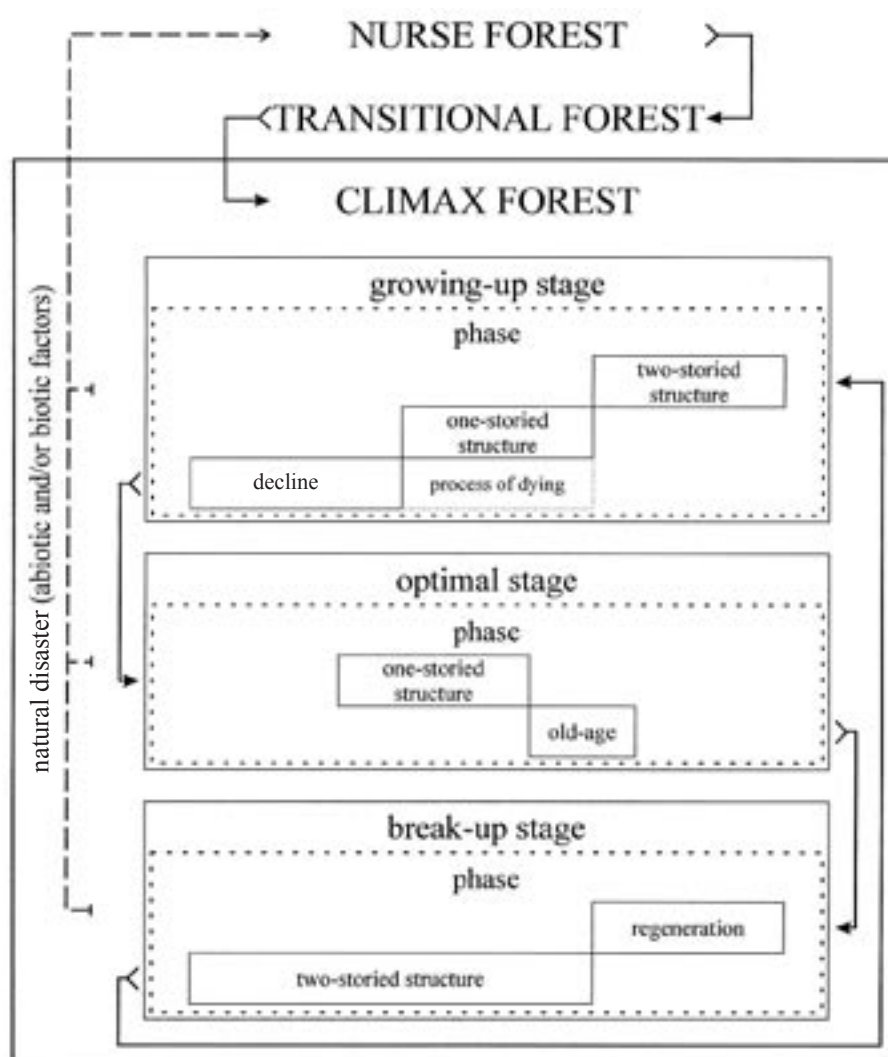 NURSE FOREST
TRANSITIONAL FOREST
CLIMAX FOREST
natural disaster (abiotic and/or biotic factors)
growing-up stage
phase
two-storied
structure
one-storied
structure
decline
process of dying
optimal stage
phase
one-storied
structure
old-age
break-up stage
phase
regeneration
two-storied structure